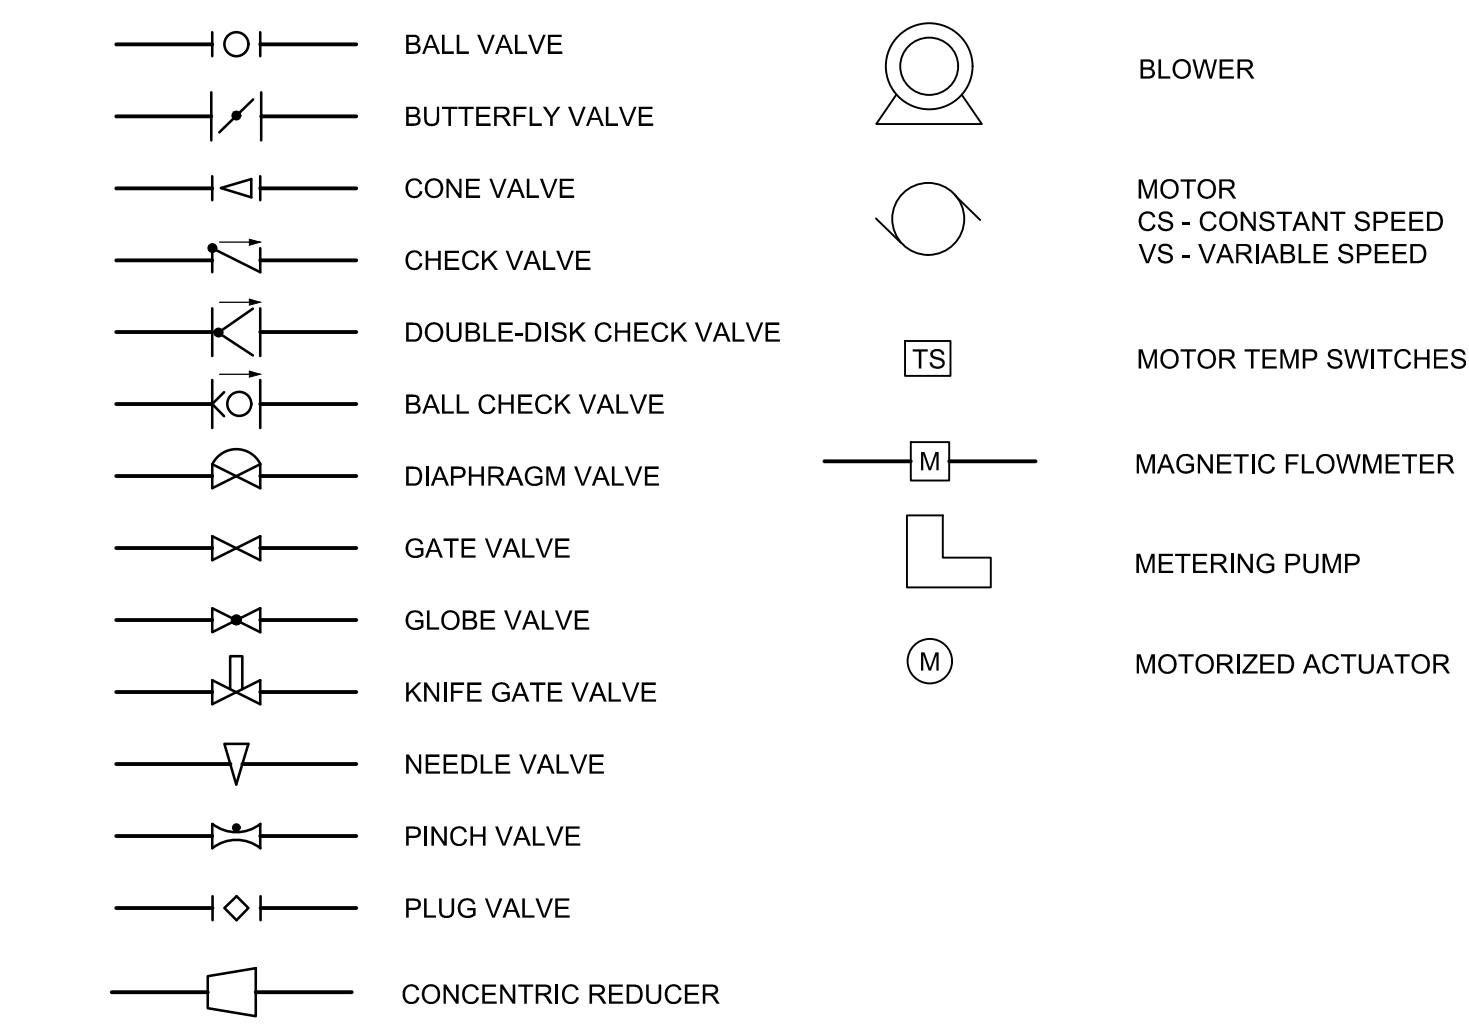 BALL VALVE
BUTTERFLY VALVE
CONE VALVE
CHECK VALVE
DOUBLE-DISK CHECK VALVE
BALL CHECK VALVE
DIAPHRAGM VALVE
GATE VALVE
GLOBE VALVE
KNIFE GATE VALVE
NEEDLE VALVE
PINCH VALVE
PLUG VALVE
CONCENTRIC REDUCER
BLOWER
MOTOR
CS - CONSTANT SPEED
VS - VARIABLE SPEED
TS MOTOR TEMP SWITCHES
M MAGNETIC FLOWMETER
METERING PUMP
M MOTORIZED ACTUATOR